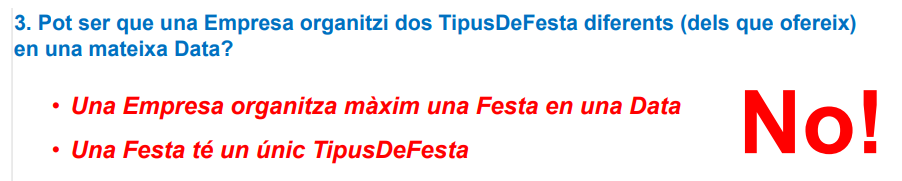 3. Pot ser que una Empresa organitzi dos TipusDeFesta diferents (dels que ofereix)
en una mateixa Data?
• Una Empresa organitza màxim una Festa en una Data
• Una Festa té un únic TipusDeFesta
No!